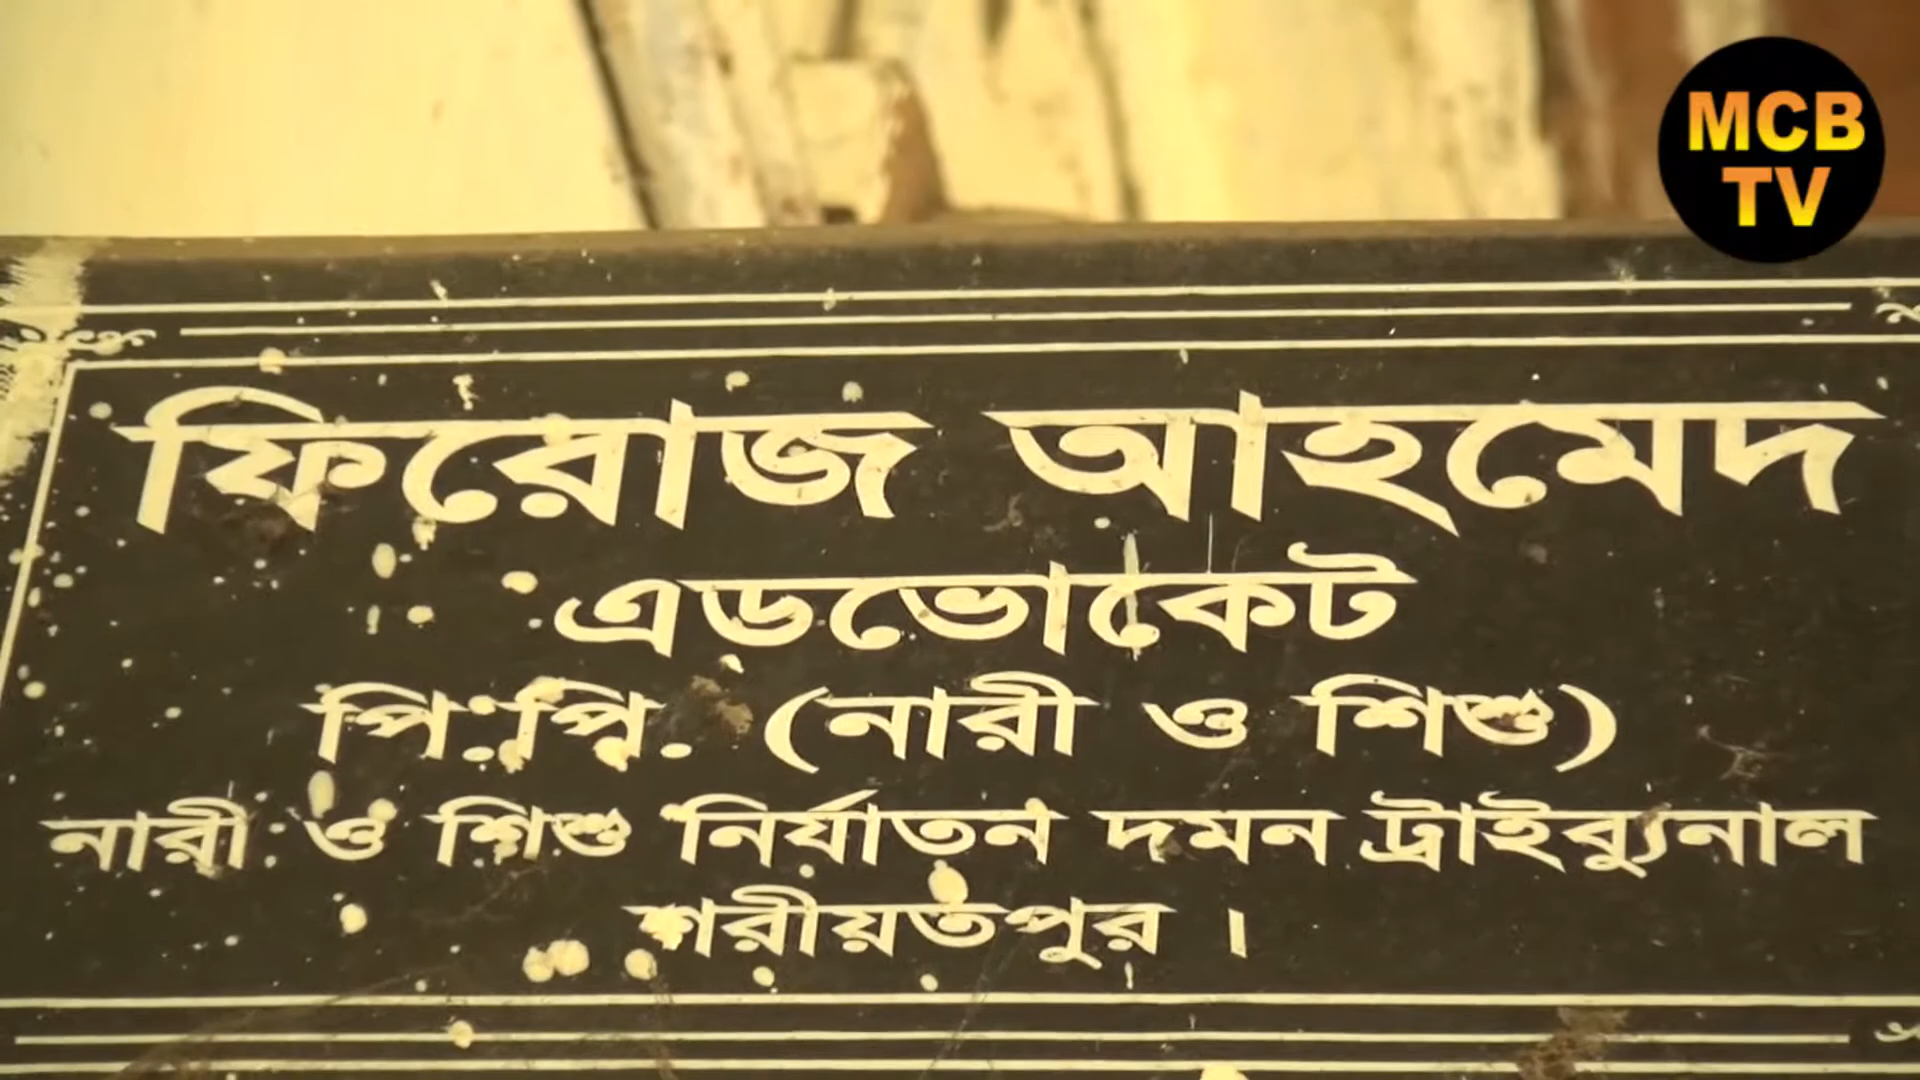 MCB
TV
ফিরোজ আহমেদ
এডভোকেট
পি.পি. (নারী ও শিশু)
নারী ও শিশু নির্যাতন দমন ট্রাইব্যুনাল
শরীয়তপুর ।